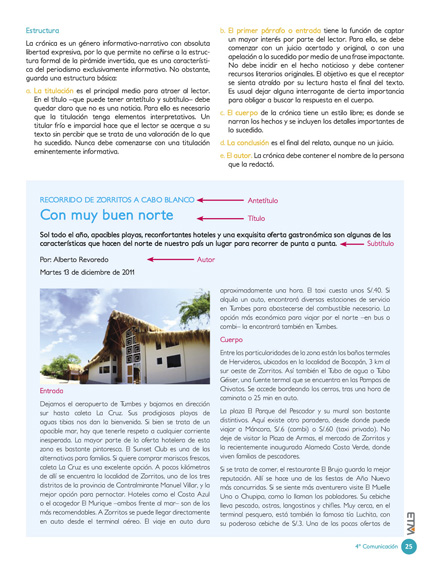 Estructura
La crónica es un género informativo-narrativo con absoluta
libertad expresiva, por lo que permite no ceñirse a la estruc-
tura formal de la pirámide invertida, que es una característi-
ca del periodismo exclusivamente informativo. No obstante,
guarda una estructura básica:
a. La titulación es el principal medio para atraer al lector.
En el título –que puede tener antetítulo y subtítulo– debe
quedar claro que es una noticia. Para ello es necesario
que la titulación tenga elementos interpretativos. Un
titular frío e imparcial hace que el lector se acerque a su
texto sin percibir que se trata de una valoración de lo que
ha sucedido. Nunca debe comenzarse con una titulación
eminentemente informativa.
b. El primer párrafo o entrada tiene la función de captar
un mayor interés por parte del lector. Para ello, se debe
comenzar con un juicio acertado y original, o con una
apelación a lo sucedido por medio de una frase impactante.
No debe incidir en el hecho noticioso y debe contener
recursos literarios originales. El objetivo es que el receptor
se sienta atraído por su lectura hasta el final del texto.
Es usual dejar alguna interrogante de cierta importancia
para obligar a buscar la respuesta en el cuerpo.
c. El cuerpo de la crónica tiene un estilo libre; es donde se
narran los hechos y se incluyen los detalles importantes de
lo sucedido.
d. La conclusión es el final del relato, aunque no un juicio.
e. El autor. La crónica debe contener el nombre de la persona
que la redactó.
RECORRIDO DE ZORRITOS A CABO BLANCO Antetítulo
Con muy buen norte Título
Sol todo el año, apacibles playas, reconfortantes hoteles y una exquisita oferta gastronómica son algunas de las
características que hacen del norte de nuestro país un lugar para recorrer de punta a punta. Subtítulo
Por: Alberto Revoredo Autor
Martes 13 de diciembre de 2011
Entrada
Dejamos el aeropuerto de Tumbes y bajamos en dirección
sur hasta caleta La Cruz. Sus prodigiosas playas de
aguas tibias nos dan la bienvenida. Si bien se trata de un
apacible mar, hay que tenerle respeto a cualquier corriente
inesperada. La mayor parte de la oferta hotelera de esta
zona es bastante pintoresca. El Sunset Club es una de las
alternativas para familias. Si quiere comprar mariscos frescos,
caleta La Cruz es una excelente opción. A pocos kilómetros
de allí se encuentra la localidad de Zorritos, uno de los tres
distritos de la provincia de Contralmirante Manuel Villar, y la
mejor opción para pernoctar. Hoteles como el Costa Azul
o el acogedor El Murique –ambos frente al mar– son de los
más recomendables. A Zorritos se puede llegar directamente
en auto desde el terminal aéreo. El viaje en auto dura
aproximadamente una hora. El taxi cuesta unos S/.40. Si
alquila un auto, encontrará diversas estaciones de servicio
en Tumbes para abastecerse del combustible necesario. La
opción más económica para viajar por el norte –en bus o
combi– la encontrará también en Tumbes.
Cuerpo
Entre las particularidades de la zona están los baños termales
de Hervideros, ubicados en la localidad de Bocapán, 3 km al
sur oeste de Zorritos. Así también el Tubo de agua o Tubo
Géiser, una fuente termal que se encuentra en las Pampas de
Chivatos. Se accede bordeando los cerros, tras una hora de
caminata o 25 min en auto.
La plaza El Parque del Pescador y su mural son bastante
distintivos. Aquí existe otro paradero, desde donde puede
viajar a Máncora, S/.6 (combi) o S/.60 (taxi privado). No
deje de visitar la Plaza de Armas, el mercado de Zorritos y
la recientemente inaugurada Alameda Costa Verde, donde
viven familias de pescadores.
Si se trata de comer, el restaurante El Brujo guarda la mejor
reputación. Allí se hace una de las fiestas de Año Nuevo
más concurridas. Si se siente más aventurero visite El Muelle
Uno o Chupipa, como lo llaman los pobladores. Su cebiche
lleva pescado, ostras, langostinos y chifles. Muy cerca, en el
terminal pesquero, está también la famosa tía Luchita, con
su poderoso cebiche de S/.3. Una de las pocas ofertas de
4° Comunicación 25